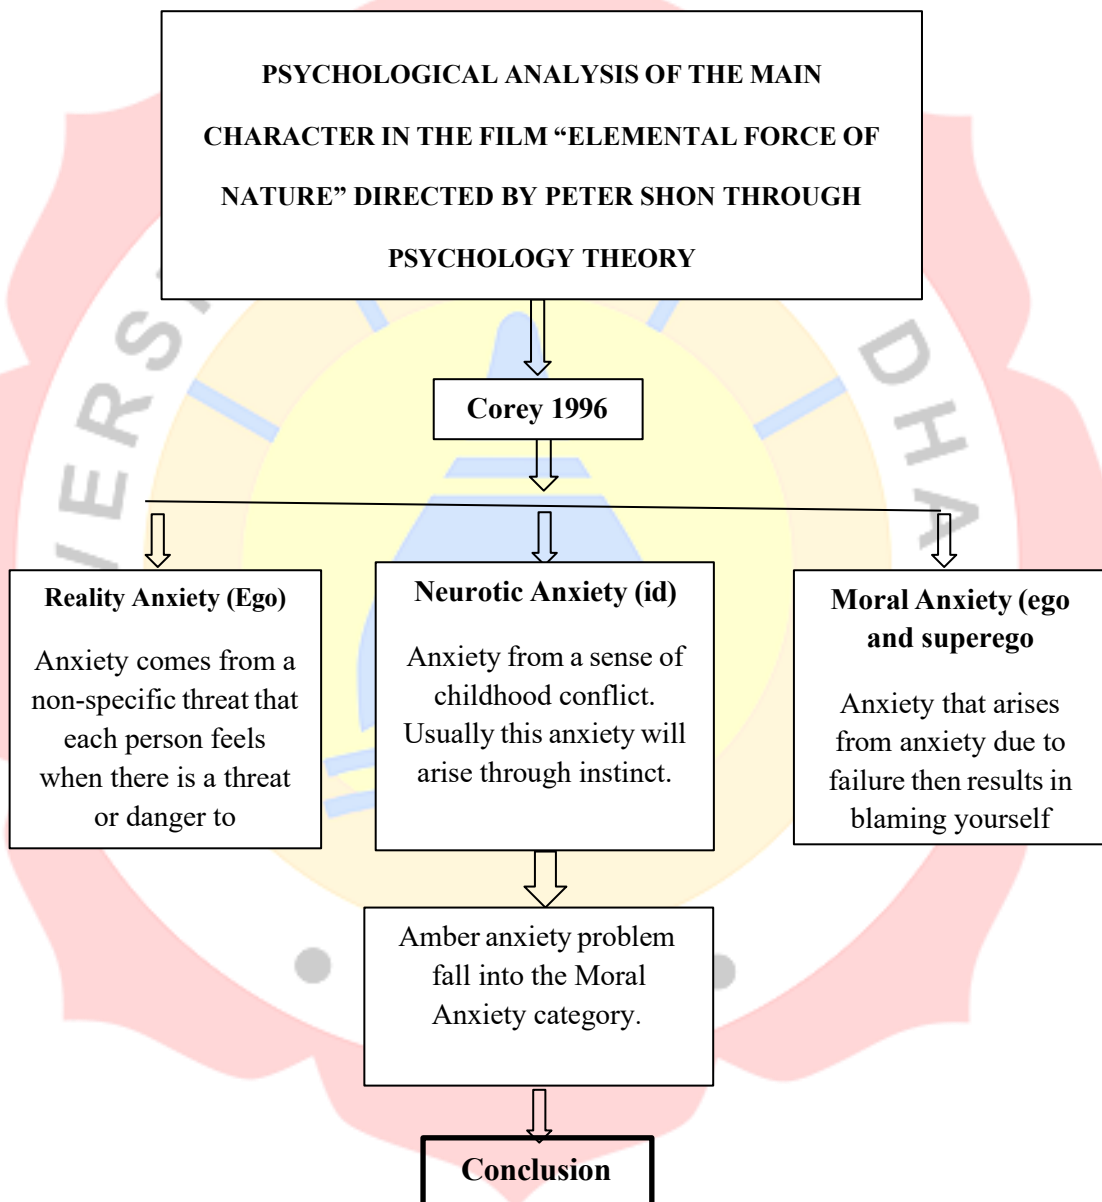 PSYCHOLOGICAL ANALYSIS OF THE MAIN
CHARACTER IN THE FILM “ELEMENTAL FORCE OF
NATURE” DIRECTED BY PETER SHON THROUGH
PSYCHOLOGY THEORY
Corey 1996
Reality Anxiety (Ego)
Anxiety comes from a
non-specific threat that
each person feels
when there is a threat
or danger to
Neurotic Anxiety (id)
Anxiety from a sense of
childhood conflict.
Usually this anxiety will
arise through instinct.
Moral Anxiety (ego
and superego
Anxiety that arises
from anxiety due to
failure then results in
blaming yourself
Amber anxiety problem
fall into the Moral
Anxiety category.
Conclusion
ERS
DHA